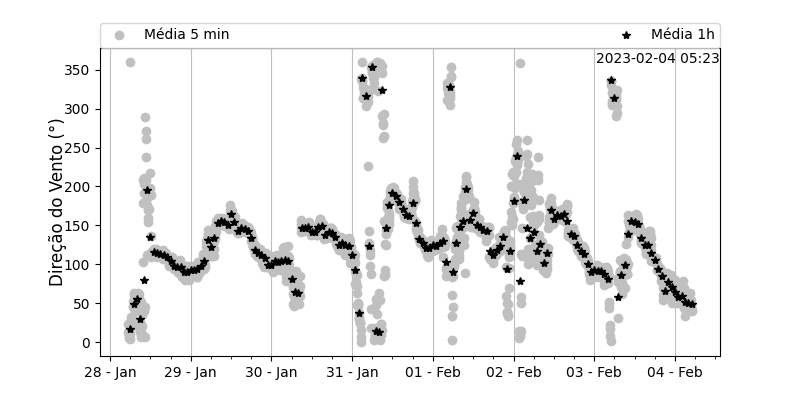 Média 5 min
Média 1h
2023-02-04 05:23
Direção do Vento (°)
350
300
250
200
150
100
50
0
28 - Jan
29 - Jan
30 - Jan
31 - Jan
01 - Feb
02 - Feb
03 - Feb
04 - Feb